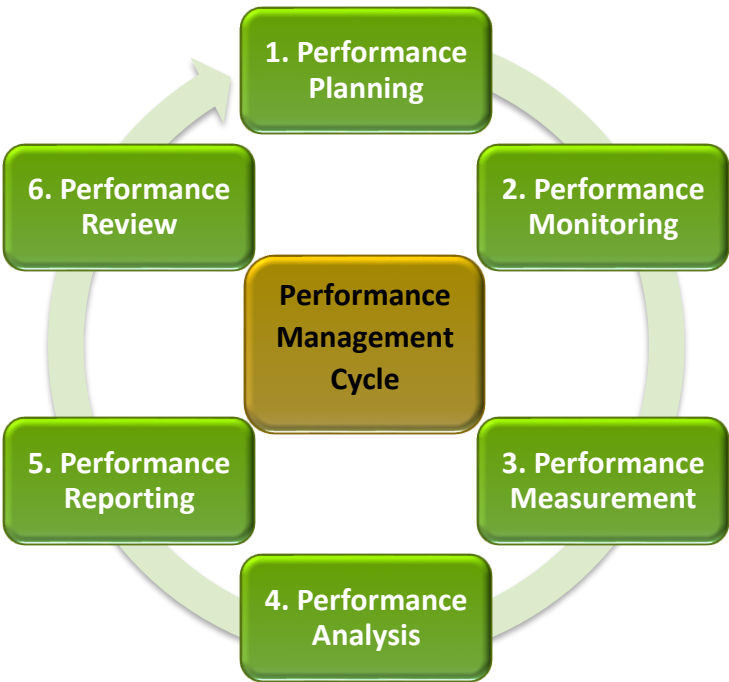 1. Performance
Planning
2. Performance
Monitoring
3. Performance
Measurement
4. Performance
Analysis
5. Performance
Reporting
6. Performance
Review
Performance
Management
Cycle